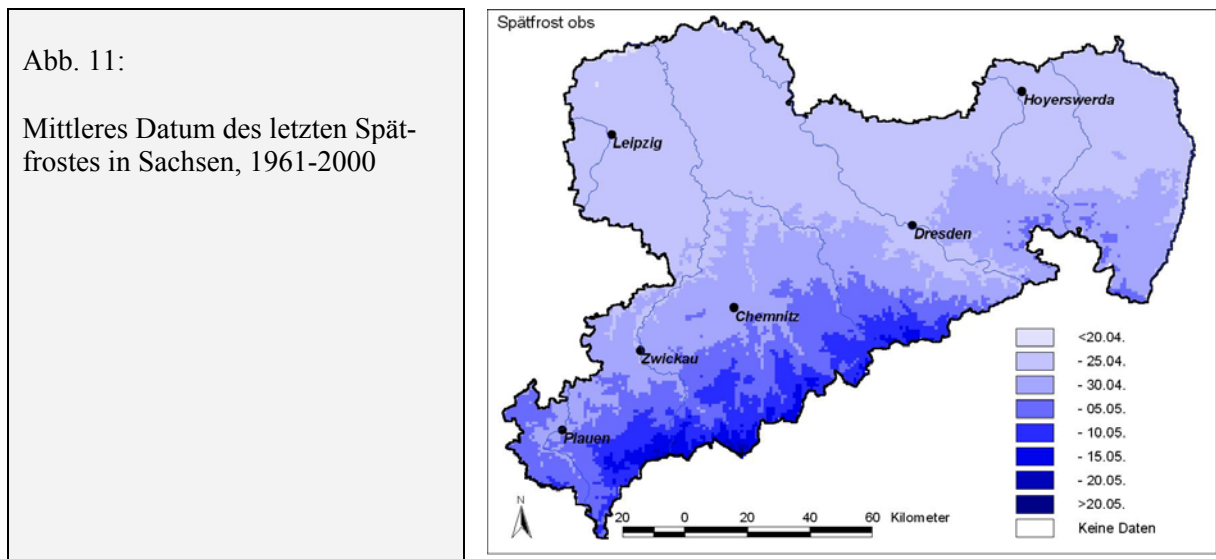 Abb. 11:
Mittleres Datum des letzten Spät-
frostes in Sachsen, 1961-2000
Spätfrost obs
Hoyerswerda
Leipzig
Dresden
Chemnitz
Zwickau
Plauen
<20.04.
- 25.04.
- 30.04.
- 05.05.
- 10.05.
- 15.05.
- 20.05.
>20.05.
Keine Daten
N
20 0 20 40 60 Kilometer